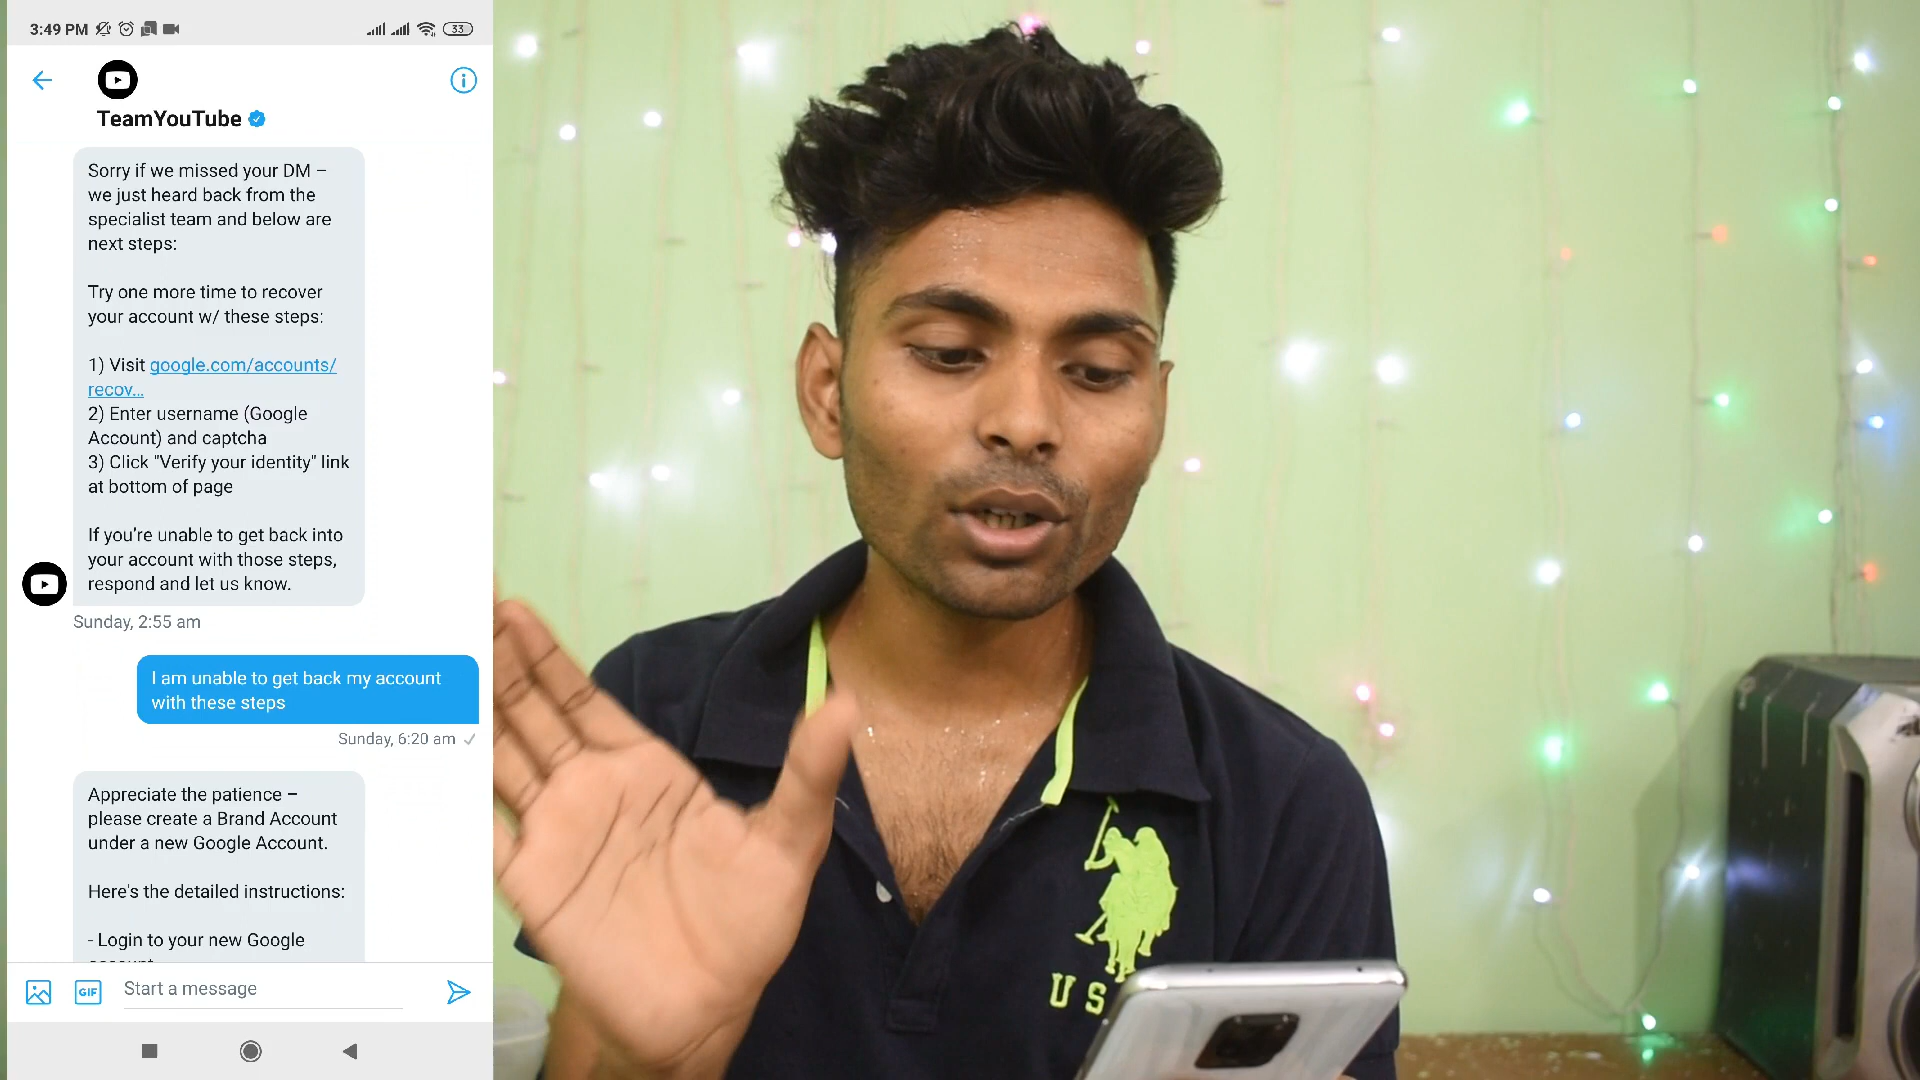 3:49 PM
33
TeamYouTube
Sorry if we missed your DM –
we just heard back from the
specialist team and below are
next steps:
Try one more time to recover
your account w/ these steps:
1) Visit google.com/accounts/
recov...
2) Enter username (Google
Account) and captcha
3) Click "Verify your identity" link
at bottom of page
If you're unable to get back into
your account with those steps,
respond and let us know.
Sunday, 2:55 am
I am unable to get back my account
with these steps
Sunday, 6:20 am
Appreciate the patience –
please create a Brand Account
under a new Google Account.
Here's the detailed instructions:
- Login to your new Google
GIF
Start a message
US